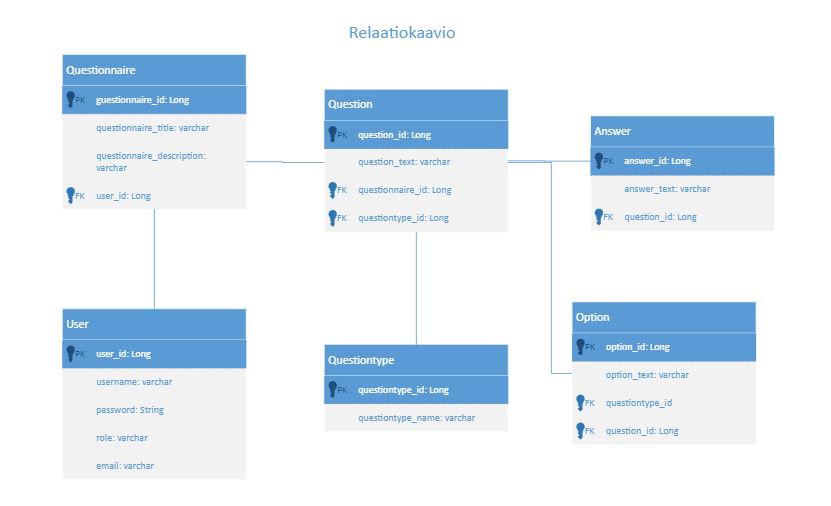 Relaatiokaavio
Questionnaire
PK guestionnaire_id: Long
questionnaire_title: varchar
questionnaire_description:
varchar
FK user_id: Long
Question
PK question_id: Long
question_text: varchar
FK questionnaire_id: Long
FK questiontype_id: Long
Answer
PK answer_id: Long
answer_text: varchar
FK question_id: Long
User
PK user_id: Long
username: varchar
password: String
role: varchar
email: varchar
Questiontype
PK questiontype_id: Long
questiontype_name: varchar
Option
PK option_id: Long
option_text: varchar
FK questiontype_id
FK question_id: Long